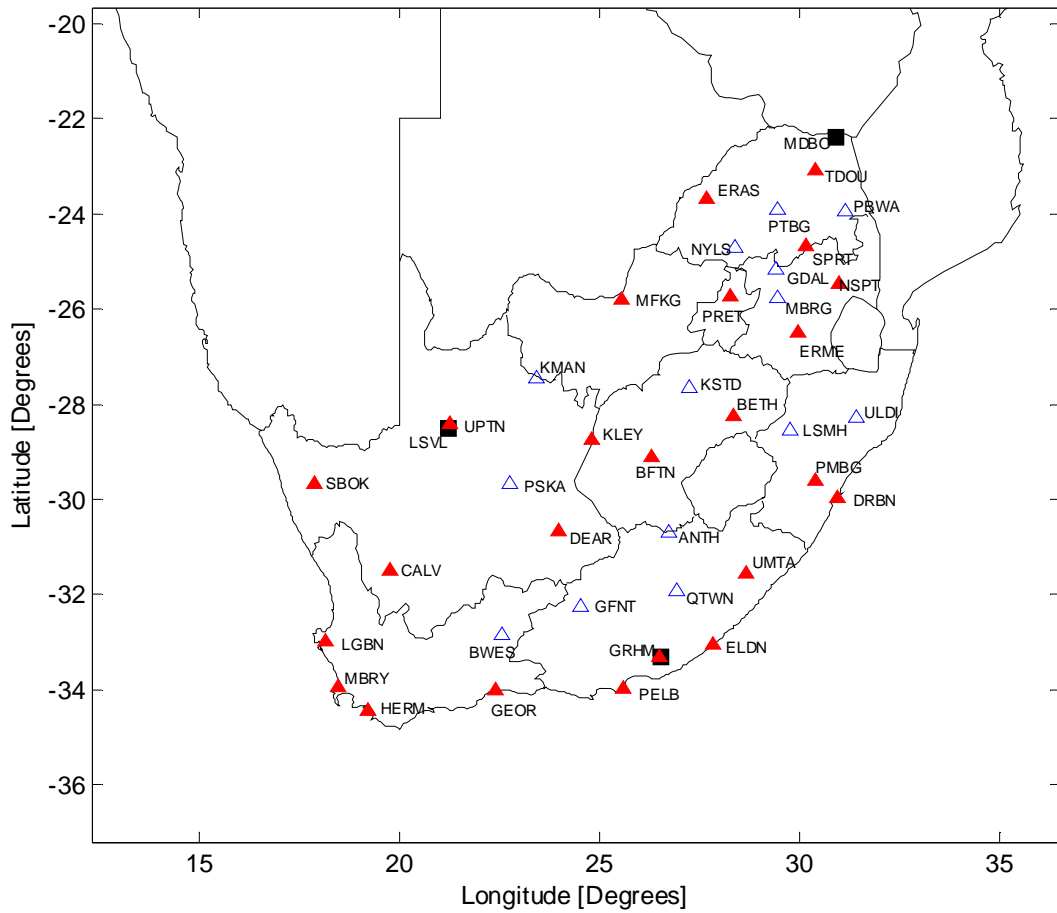 -20
-22
-24
-26
-28
-30
-32
-34
-36
Latitude [Degrees]
MDBO
TDOU
ERAS
PTBG
PBWA
NYLS
SPRT
GDAL
NSPT
MFKG
PRET
MBRG
ERME
KMAN
KSTD
BETH
ULDI
LSMH
UPTN
LSVL
KLEY
BFTN
PMBG
DRBN
SBOK
PSKA
DEAR
ANTH
UMTA
CALV
QTWN
GFNT
LGBN
BWES
GRHM
ELDN
MBRY
HERM
GEOR
PELB
15
20
25
30
35
Longitude [Degrees]